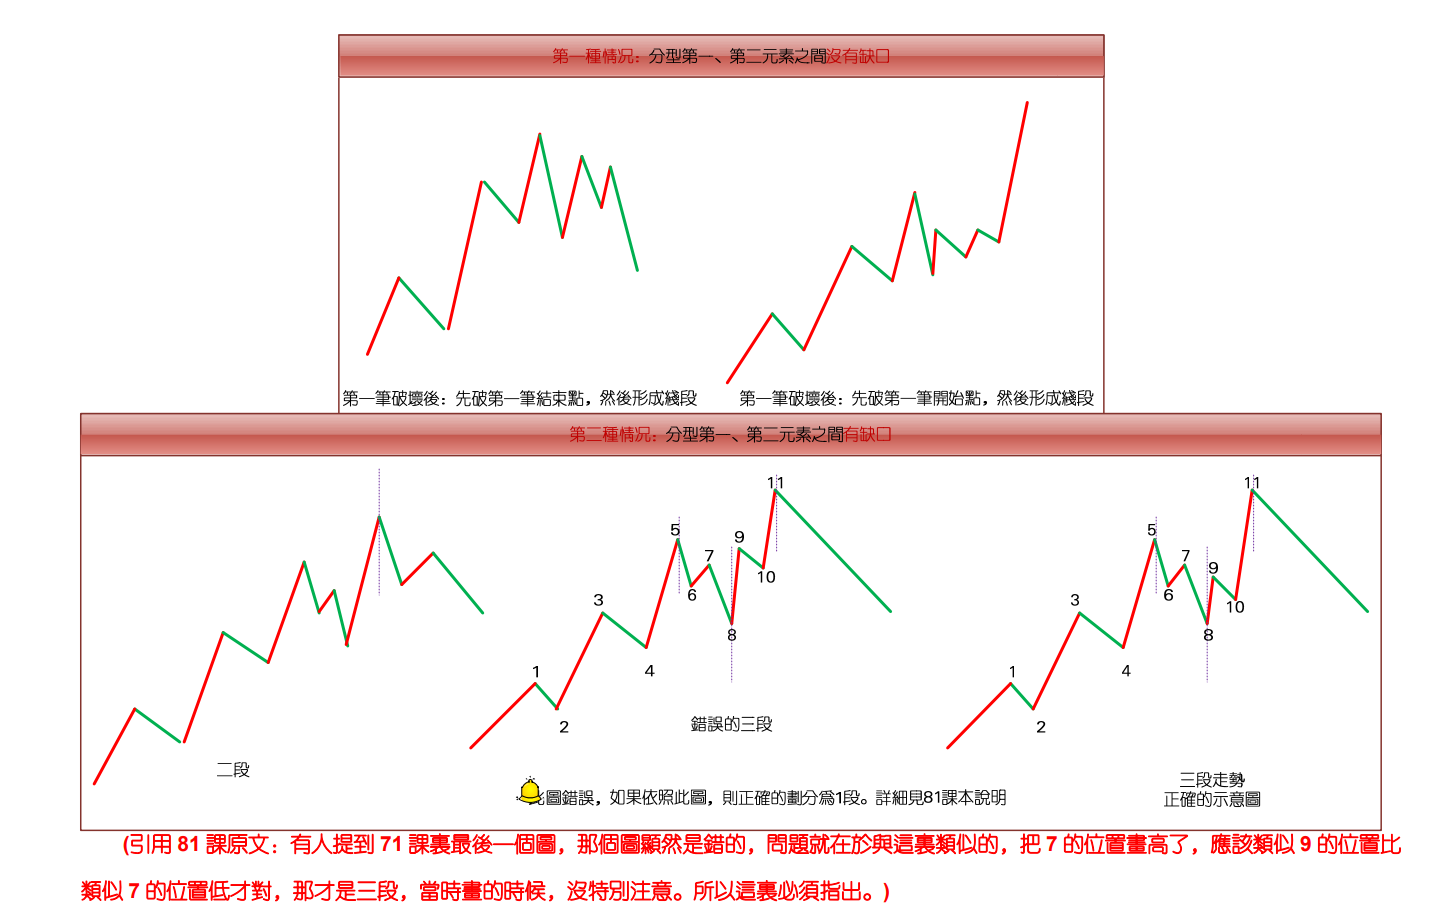 第一種情况：分型第一、第二元素之間沒有缺口
第一筆破壞後：先破第一筆結束點，然後形成綫段
第一筆破壞後：先破第一筆開始點，然後形成綫段
第二種情况：分型第一、第二元素之間有缺口
二段
1
2
3
4
5
6
7
8
9
10
11
錯誤的三段
1
2
3
4
5
6
7
8
9
10
11
三段走勢
正確的示意圖
此圖錯誤，如果依照此圖，則正確的劃分爲1段。詳細見81課本說明
(引用 81 課原文：有人提到 71 課裏最後一個圖，那個圖顯然是錯的，問題就在於與這裏類似的，把 7 的位置畫高了，應該類似 9 的位置比
類似 7 的位置低才對，那才是三段，當時畫的時候，沒特別注意。所以這裏必須指出。)